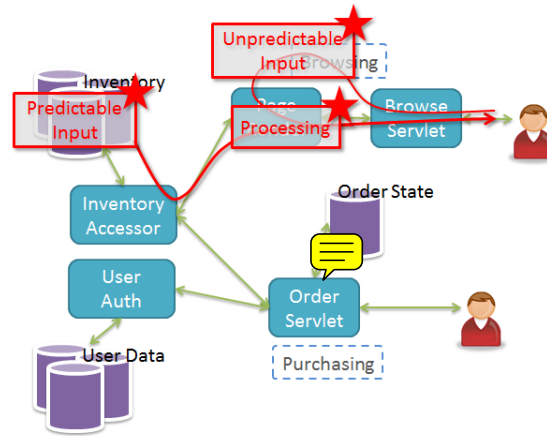 Unpredictable
Input
Browsing
Inventory
Predictable
Input
Page
Processing
Browse
Servlet
Inventory
Accessor
Order State
User
Auth
Order
Servlet
User Data
Purchasing